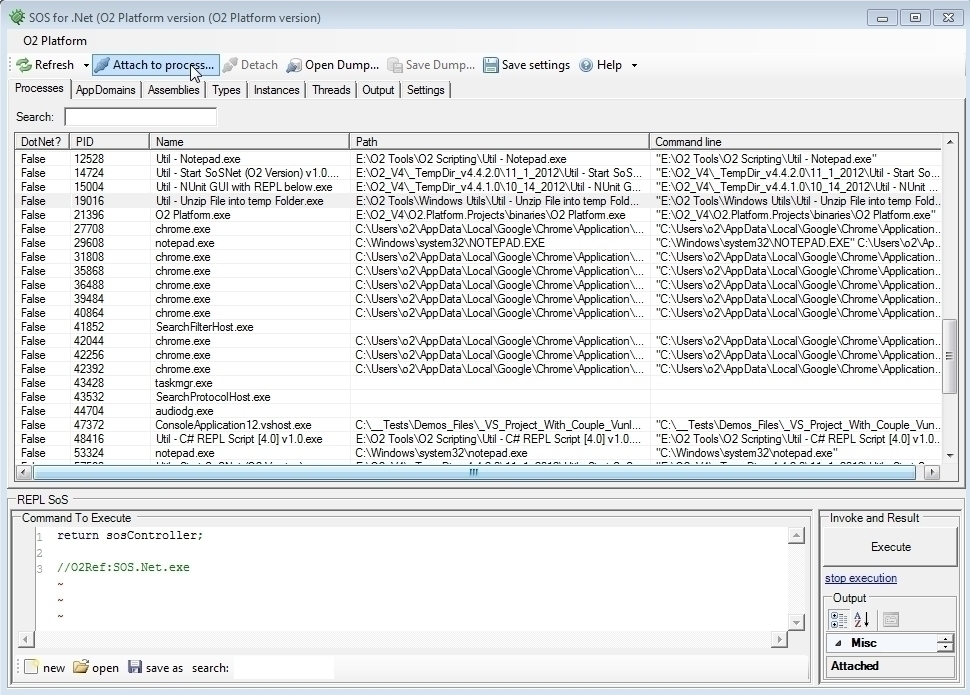 SOS for .Net (O2 Platform version (O2 Platform version)
O2 Platform
Refresh Attach to process... Detach Open Dump... Save Dump... Save settings Help
Processes AppDomains Assemblies Types Instances Threads Output Settings
Search:
DotNet? PID Name Path Command line
False 12528 Util - Notepad.exe E:\O2 Tools\O2 Scripting\Util - Notepad.exe "E:\O2 Tools\O2 Scripting\Util - Notepad.exe"
False 14724 Util - Start SoSNet (O2 Version) v1.0.... E:\O2_V4\_TempDir_v4.4.2.0\11_1_2012\Util - Start SoS... "E:\O2_V4\_TempDir_v4.4.2.0\11_1_2012\Util - Start So...
False 15004 Util - NUnit GUI with REPL below.exe E:\O2_V4\_TempDir_v4.4.1.0\10_14_2012\Util - NUnit G... "E:\O2_V4\_TempDir_v4.4.1.0\10_14_2012\Util - NUnit ...
False 19016 Util - Unzip File into temp Folder.exe E:\O2 Tools\Windows Utils\Util - Unzip File into temp Fold... "E:\O2 Tools\Windows Utils\Util - Unzip File into temp Fold...
False 21396 O2 Platform.exe E:\O2_V4\O2.Platform.Projects\binaries\O2 Platform.exe "E:\O2_V4\O2.Platform.Projects\binaries\O2 Platform.exe"
False 27708 chrome.exe C:\Users\o2\AppData\Local\Google\Chrome\Application\... "C:\Users\o2\AppData\Local\Google\Chrome\Application...
False 29608 notepad.exe C:\Windows\system32\NOTEPAD.EXE "C:\Windows\system32\NOTEPAD.EXE" C:\Users\o2\Ap...
False 31808 chrome.exe C:\Users\o2\AppData\Local\Google\Chrome\Application\... "C:\Users\o2\AppData\Local\Google\Chrome\Application...
False 35868 chrome.exe C:\Users\o2\AppData\Local\Google\Chrome\Application\... "C:\Users\o2\AppData\Local\Google\Chrome\Application...
False 36488 chrome.exe C:\Users\o2\AppData\Local\Google\Chrome\Application\... "C:\Users\o2\AppData\Local\Google\Chrome\Application...
False 39484 chrome.exe C:\Users\o2\AppData\Local\Google\Chrome\Application\... "C:\Users\o2\AppData\Local\Google\Chrome\Application...
False 40864 chrome.exe C:\Users\o2\AppData\Local\Google\Chrome\Application\... "C:\Users\o2\AppData\Local\Google\Chrome\Application...
False 41852 SearchFilterHost.exe
False 42044 chrome.exe C:\Users\o2\AppData\Local\Google\Chrome\Application\... "C:\Users\o2\AppData\Local\Google\Chrome\Application...
False 42256 chrome.exe C:\Users\o2\AppData\Local\Google\Chrome\Application\... "C:\Users\o2\AppData\Local\Google\Chrome\Application...
False 42392 chrome.exe C:\Users\o2\AppData\Local\Google\Chrome\Application\... "C:\Users\o2\AppData\Local\Google\Chrome\Application...
False 43428 taskmgr.exe
False 43532 SearchProtocolHost.exe
False 44704 audiodg.exe
False 47372 ConsoleApplication12.vshost.exe C:\__Tests\Demos_Files\_VS_Project_With_Couple_Vunl... "C:\__Tests\Demos_Files\_VS_Project_With_Couple_Vun...
False 48416 Util - C# REPL Script [4.0] v1.0.exe E:\O2 Tools\O2 Scripting\Util - C# REPL Script [4.0] v1.0.... "E:\O2 Tools\O2 Scripting\Util - C# REPL Script [4.0] v1.0...
False 53324 notepad.exe C:\Windows\system32\notepad.exe "C:\Windows\system32\notepad.exe"
REPL SoS
Command To Execute
1 return sosController;
2
3 //O2Ref:SOS.Net.exe
~
~
~
new open save as search:
Invoke and Result
Execute
stop execution
Output
Misc
Attached